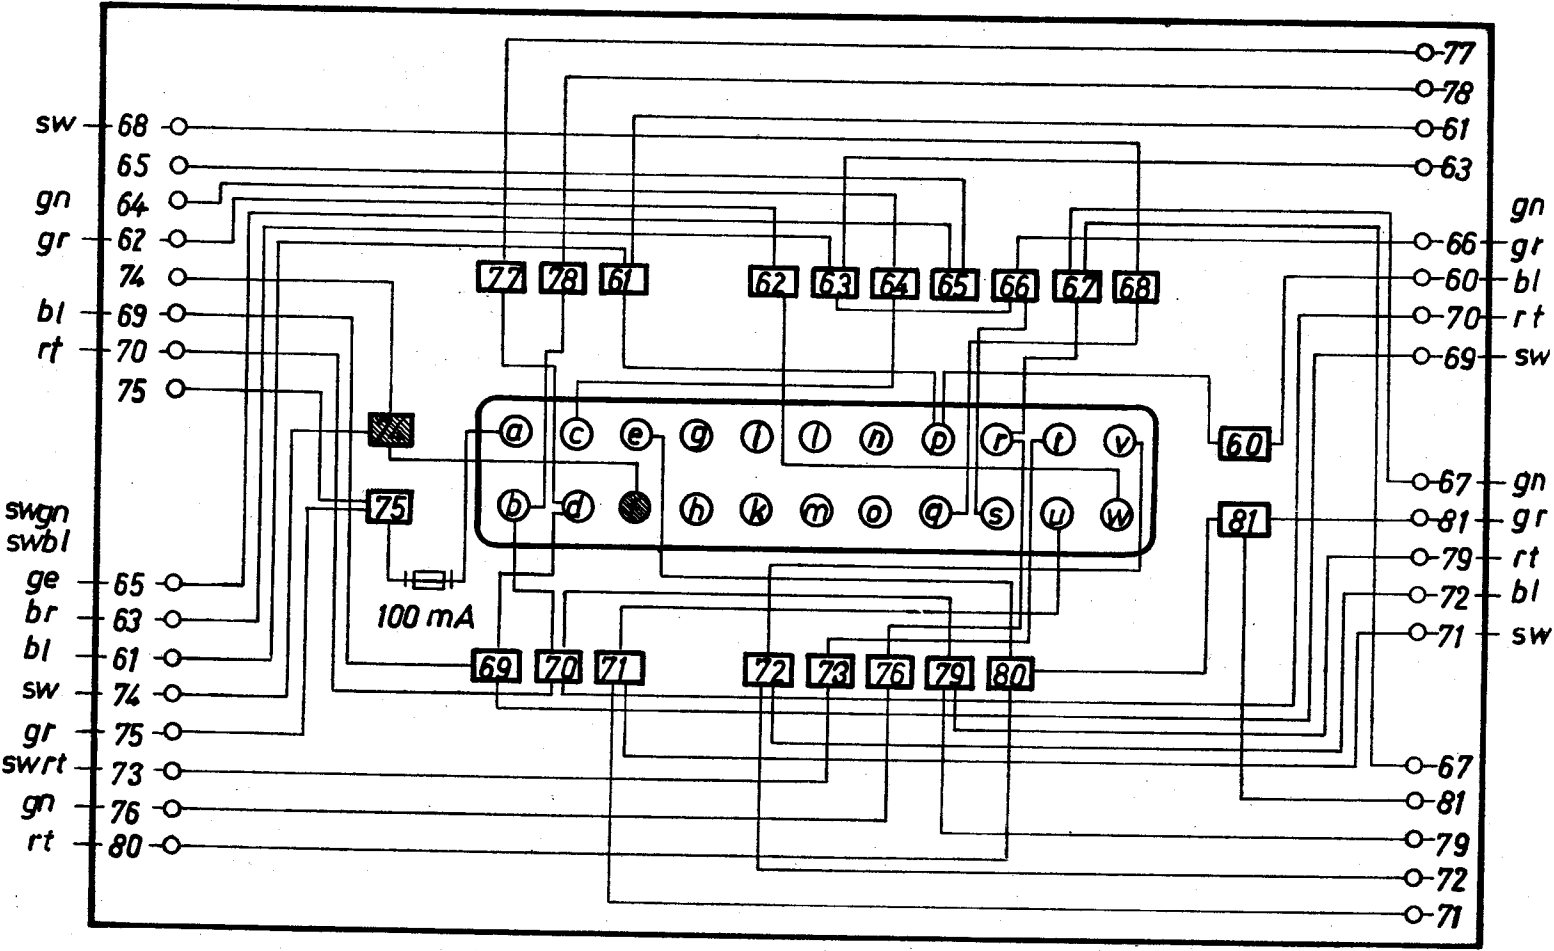 77
78
sw 68
61
65
63
gn 64
gn
gr 62
66 gr
74
77 78 61 62 63 64 65 66 67 68
60 bl
bl 69
70 rt
rt 70
69 sw
75
74
a c e g i l n p r t v
60
67 gn
75
b d h k m o q s u w
81
81 gr
swgn
swbl
79 rt
ge 65
72 bl
br 63
100 mA
71 sw
bl 61
69 70 71 72 73 76 79 80
sw 74
gr 75
swrt 73
67
gn 76
81
rt 80
79
72
71